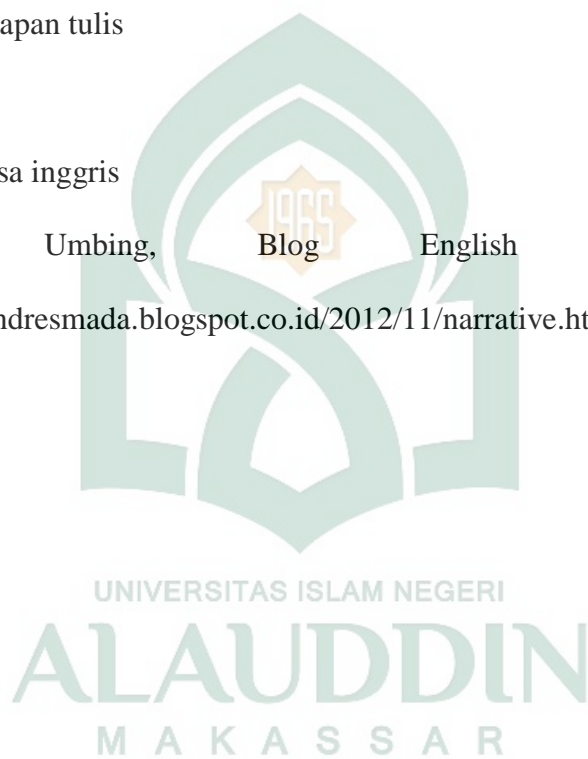 apan tulis
sa inggris
1965
Umbing, Blog English
ndresmada.blogspot.co.id/2012/11/narrative.ht
UNIVERSITAS ISLAM NEGERI
ALAUDDIN
MAKASSAR